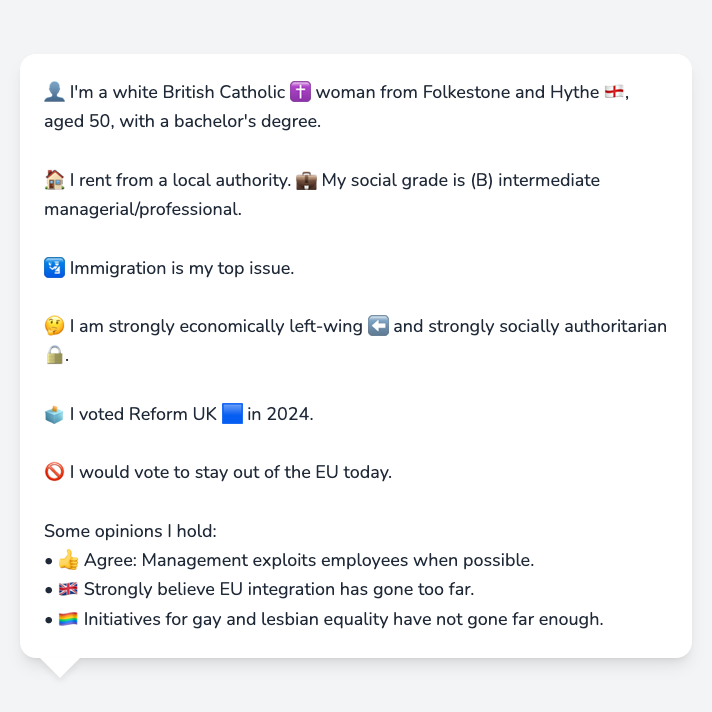 👤 I'm a white British Catholic ✝️ woman from Folkestone and Hythe 🏴󠁧󠁢󠁥󠁮󠁧󠁿,
aged 50, with a bachelor's degree.
🏠 I rent from a local authority. 💼 My social grade is (B) intermediate
managerial/professional.
🛂 Immigration is my top issue.
🤔 I am strongly economically left-wing ⬅️ and strongly socially authoritarian
🔒.
🗳️ I voted Reform UK 🟦 in 2024.
🚫 I would vote to stay out of the EU today.
Some opinions I hold:
• 👍 Agree: Management exploits employees when possible.
• 🇬🇧 Strongly believe EU integration has gone too far.
• 🏳️‍🌈 Initiatives for gay and lesbian equality have not gone far enough.